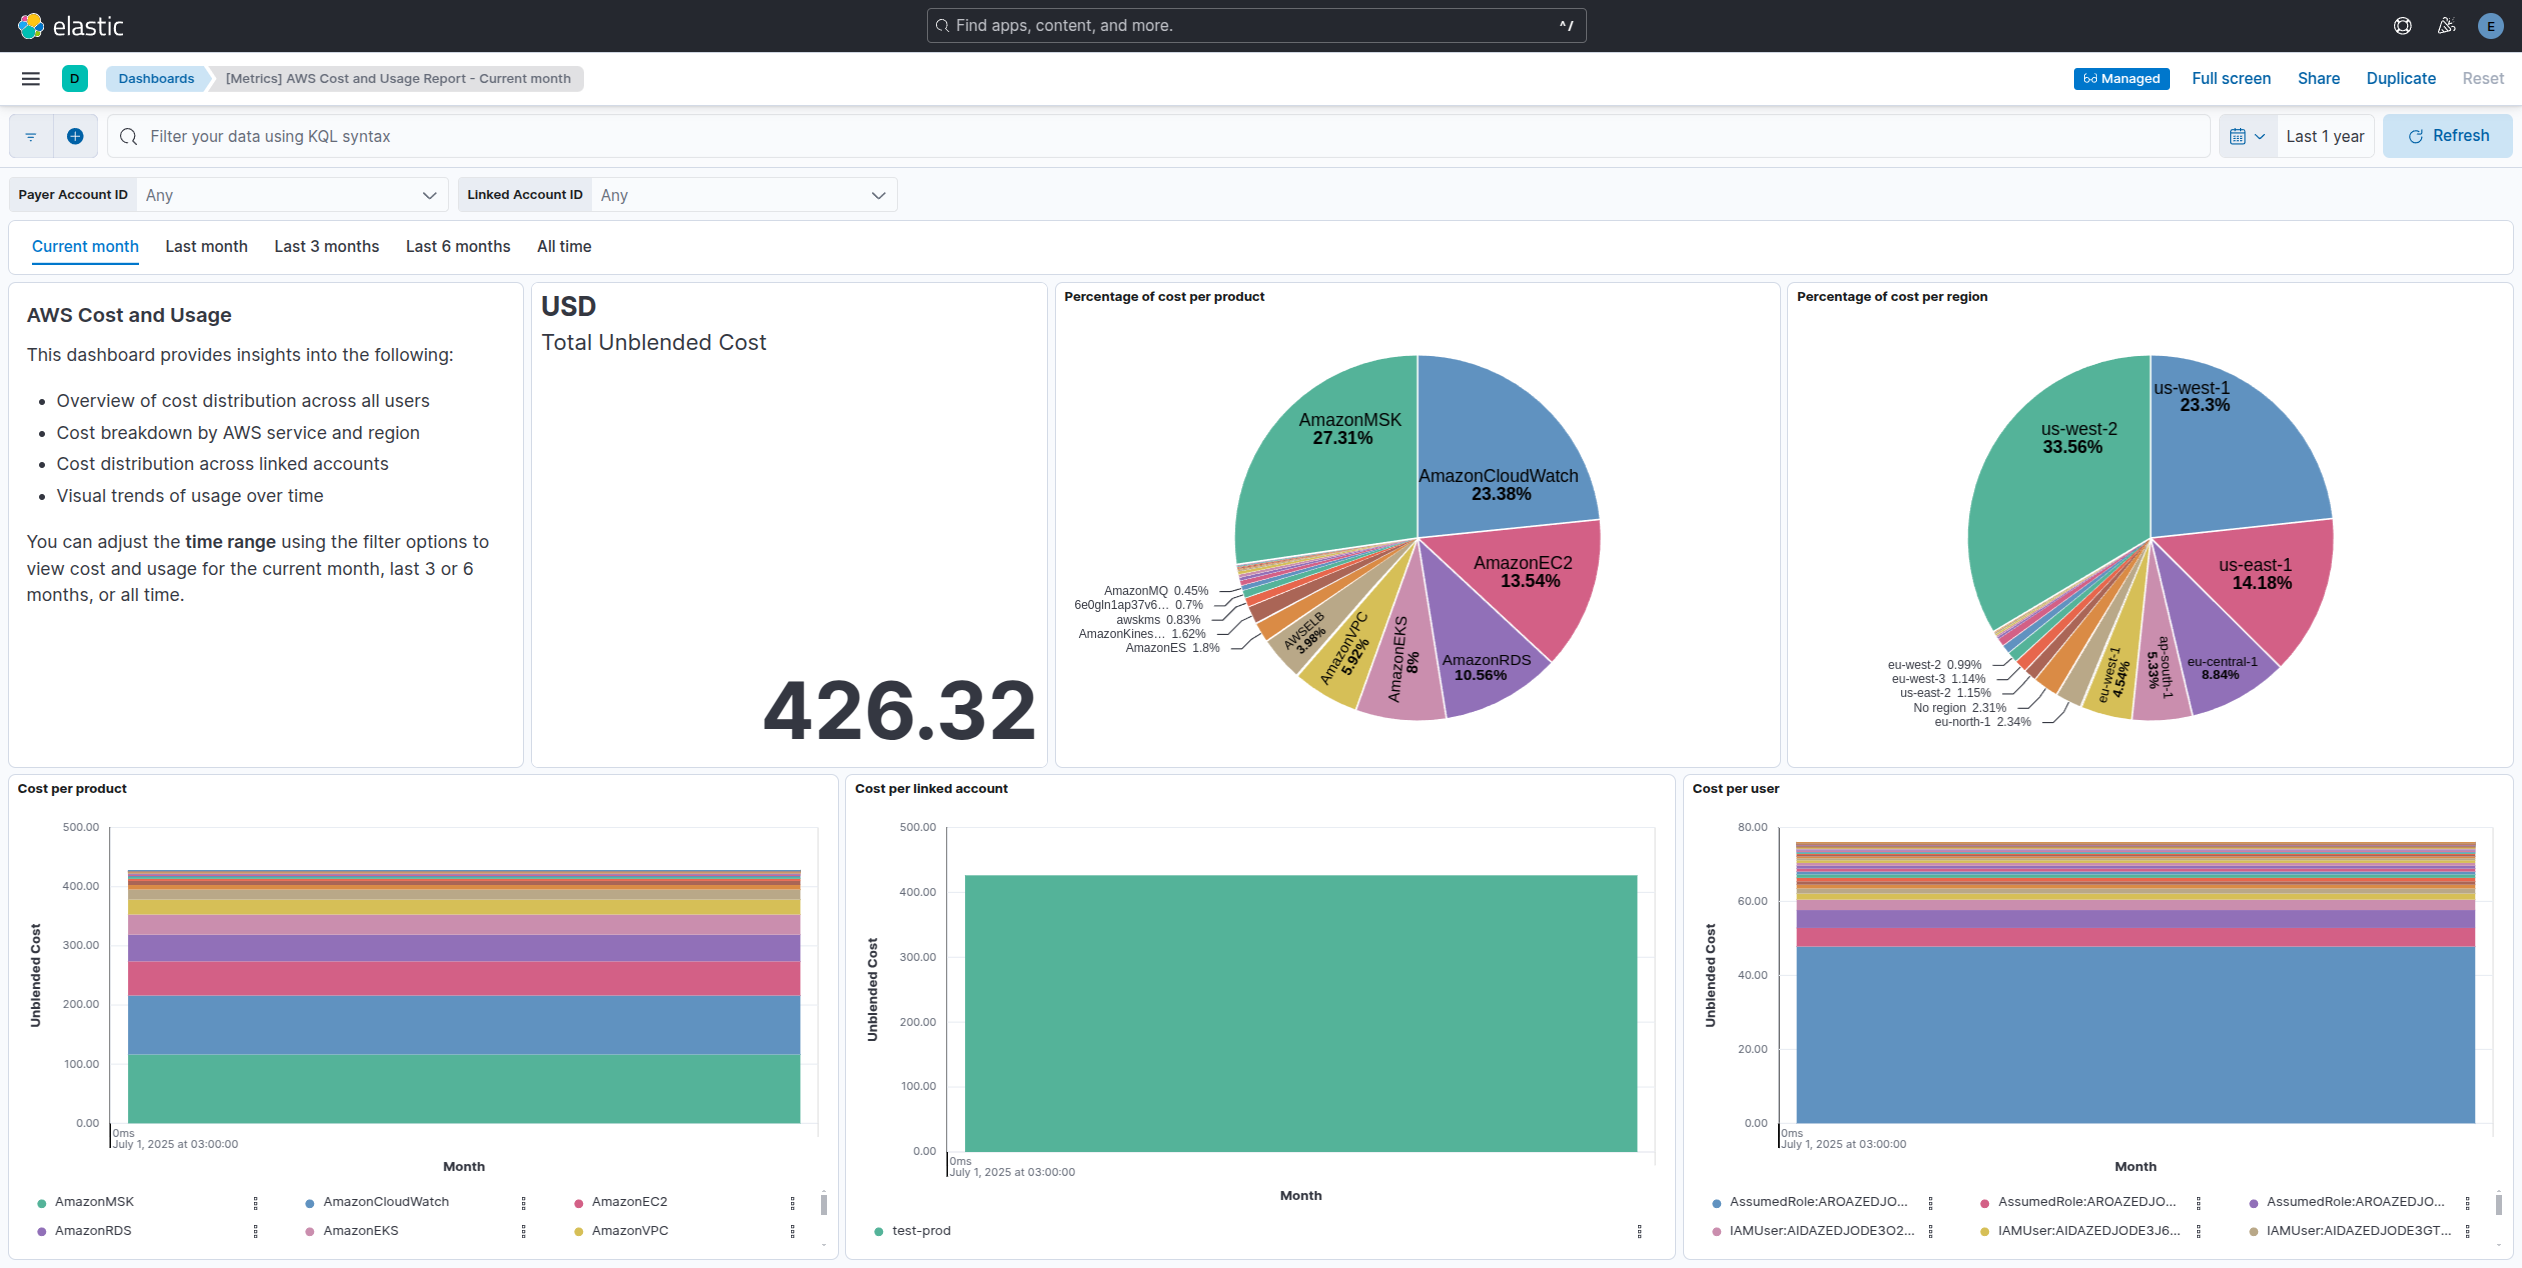 elastic
Find apps, content, and more.
^/
E
D
Dashboards
[Metrics] AWS Cost and Usage Report - Current month
Managed
Full screen
Share
Duplicate
Reset
Filter your data using KQL syntax
Last 1 year
Refresh
Payer Account ID
Any
Linked Account ID
Any
Current month
Last month
Last 3 months
Last 6 months
All time
AWS Cost and Usage
This dashboard provides insights into the following:
Overview of cost distribution across all users
Cost breakdown by AWS service and region
Cost distribution across linked accounts
Visual trends of usage over time
You can adjust the time range using the filter options to
view cost and usage for the current month, last 3 or 6
months, or all time.
USD
Total Unblended Cost
426.32
Percentage of cost per product
AmazonMSK
27.31%
AmazonCloudWatch
23.38%
AmazonEC2
13.54%
AmazonRDS
10.56%
AmazonEKS
8%
AmazonVPC
5.92%
AWSELB
3.98%
AmazonMQ 0.45%
6e0gln1ap37v6... 0.7%
awskms 0.83%
AmazonKines... 1.62%
AmazonES 1.8%
Percentage of cost per region
us-west-1
23.3%
us-west-2
33.56%
us-east-1
14.18%
eu-central-1
8.84%
ap-south-1
5.33%
eu-west-1
4.54%
eu-west-2 0.99%
eu-west-3 1.14%
us-east-2 1.15%
No region 2.31%
eu-north-1 2.34%
Cost per product
500.00
400.00
300.00
200.00
100.00
0.00
Unblended Cost
0ms
July 1, 2025 at 03:00:00
Month
AmazonMSK
AmazonCloudWatch
AmazonEC2
AmazonRDS
AmazonEKS
AmazonVPC
Cost per linked account
500.00
400.00
300.00
200.00
100.00
0.00
Unblended Cost
0ms
July 1, 2025 at 03:00:00
Month
test-prod
Cost per user
80.00
60.00
40.00
20.00
0.00
Unblended Cost
0ms
July 1, 2025 at 03:00:00
Month
AssumedRole:AROAZEDJO...
AssumedRole:AROAZEDJO...
AssumedRole:AROAZEDJO...
IAMUser:AIDAZEDJODE3O2...
IAMUser:AIDAZEDJODE3J6...
IAMUser:AIDAZEDJODE3GT...